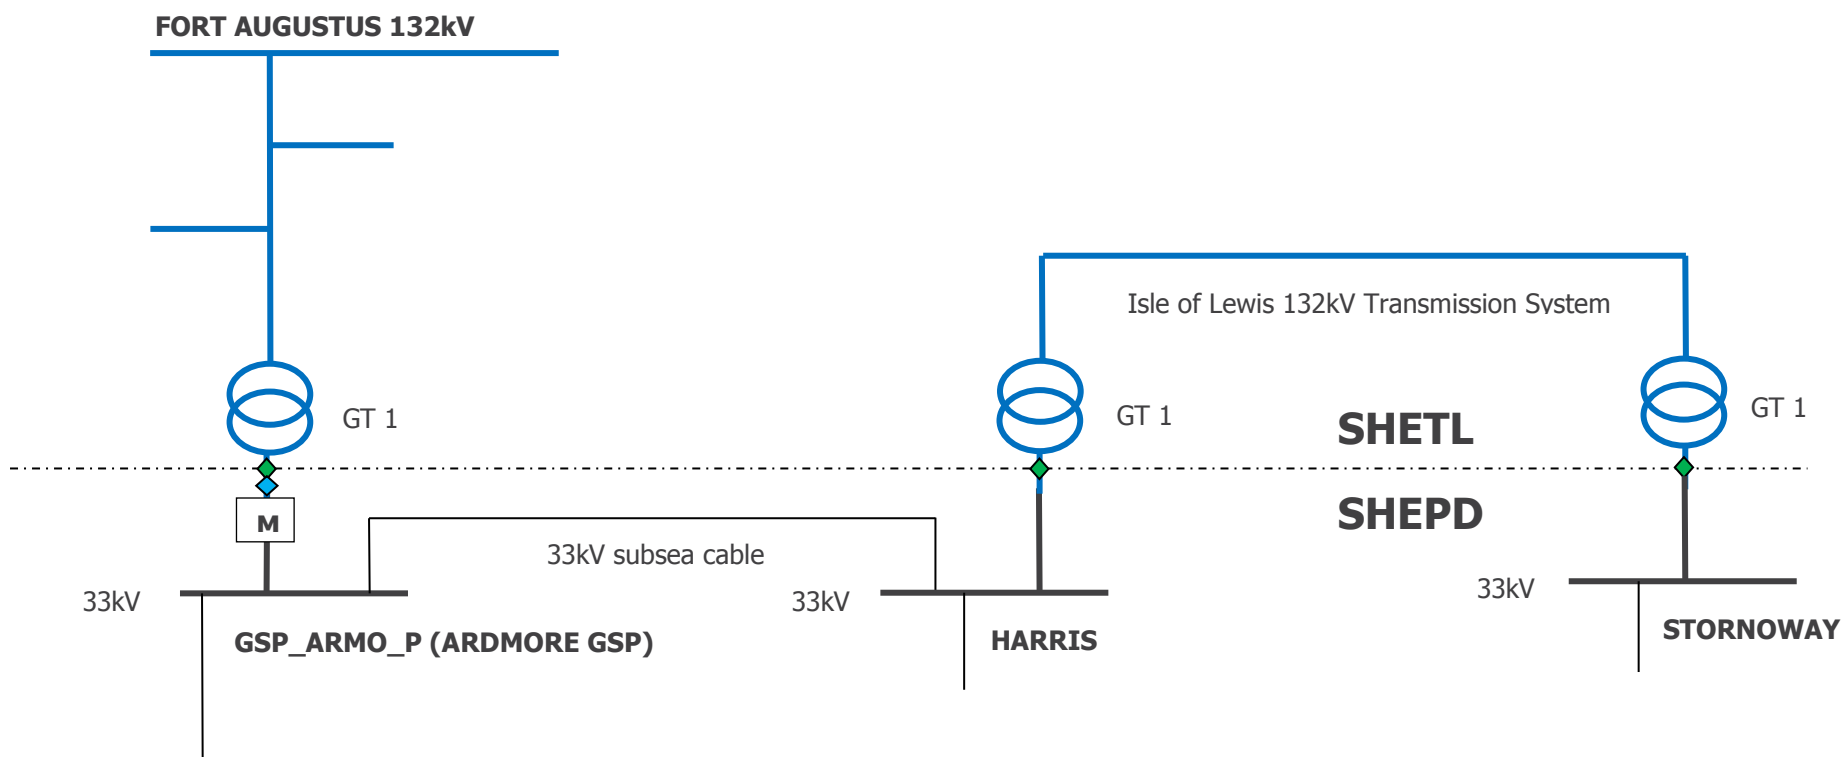 FORT AUGUSTUS 132kV
Isle of Lewis 132kV Transmission System
GT 1
GT 1
GT 1
SHETL
SHEPD
M
33kV subsea cable
33kV
33kV
33kV
GSP_ARMO_P (ARDMORE GSP)
HARRIS
STORNOWAY